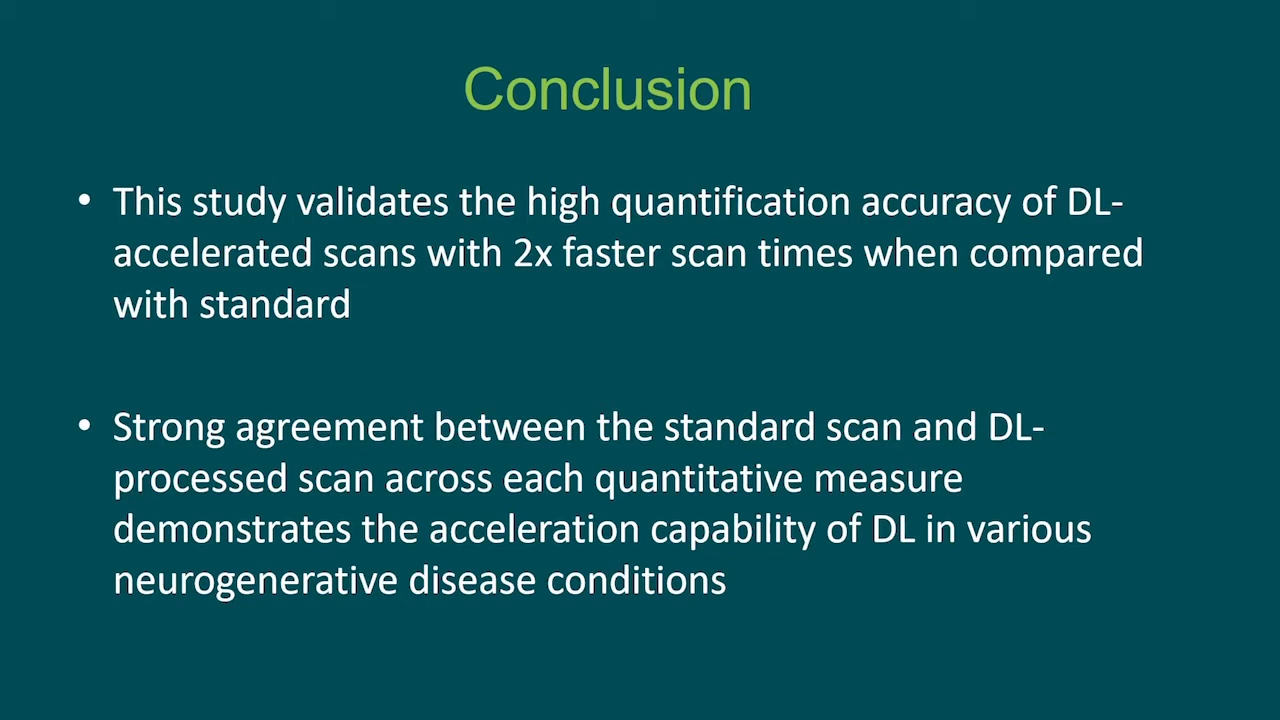 Conclusion
• This study validates the high quantification accuracy of DL-
accelerated scans with 2x faster scan times when compared
with standard
• Strong agreement between the standard scan and DL-
processed scan across each quantitative measure
demonstrates the acceleration capability of DL in various
neurogenerative disease conditions